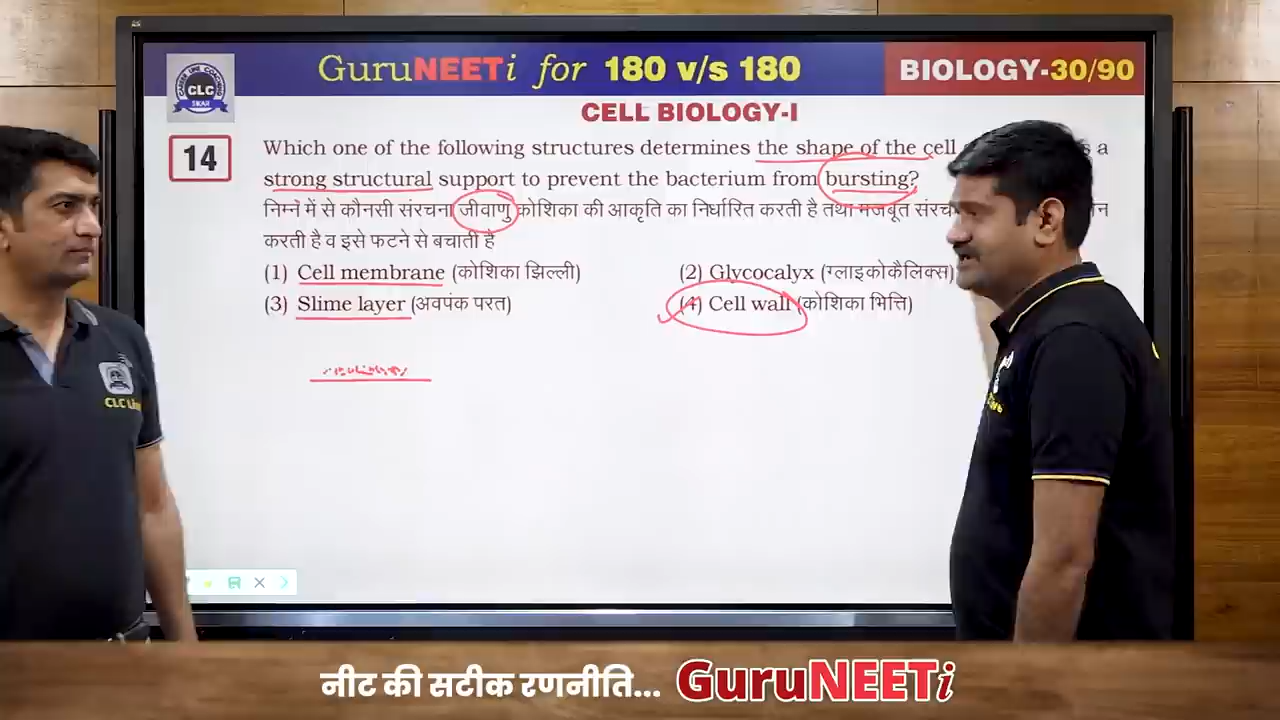 GuruNEETi for 180 v/s 180
BIOLOGY-30/90
CLC
SIKAR
CELL BIOLOGY-I
14
Which one of the following structures determines the shape of the cell a
strong structural support to prevent the bacterium from bursting?
निम्न में से कौनसी संरचना जीवाणु कोशिका की आकृति का निर्धारित करती है तथा मजबूत संरच
करती है व इसे फटने से बचाती है
(1) Cell membrane (कोशिका झिल्ली)
(2) Glycocalyx (ग्लाइकोकैलिक्स)
(3) Slime layer (अवपंक परत)
(4) Cell wall (कोशिका भित्ति)
CLC
नीट की सटीक रणनीति... GuruNEETi